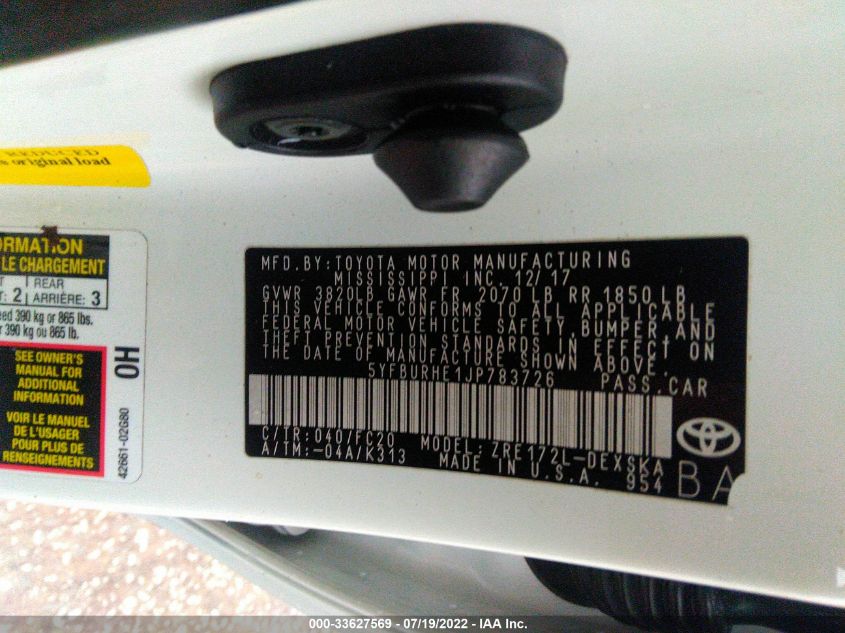 REDUCED
original load
ORMATION
LE CHARGEMENT
REAR
: 2 ARRIÈRE: 3
eed 390 kg or 865 lbs.
r 390 kg ou 865 lb.
SEE OWNER'S
MANUAL FOR
ADDITIONAL
INFORMATION
VOIR LE MANUEL
DE L'USAGER
POUR PLUS DE
RENSEIGNEMENTS
0H
42661-02G80
MFD. BY: TOYOTA MOTOR MANUFACTURING
MISSISSIPPI INC. 12/17
GVWR 3820LB GAWR FR 2070 LB, RR 1850 LB
THIS VEHICLE CONFORMS TO ALL APPLICABLE
FEDERAL MOTOR VEHICLE SAFETY, BUMPER, AND
THEFT PREVENTION STANDARDS IN EFFECT ON
THE DATE OF MANUFACTURE SHOWN ABOVE.
5YFBURHE1JP783726 PASS. CAR
C/TR: 040/FC20 MODEL: ZRE172L-DEXSKA
A/TM:-04A/K313 MADE IN U.S.A. 954
BA
000-33627569 / 07/19/2022 - IAA Inc.